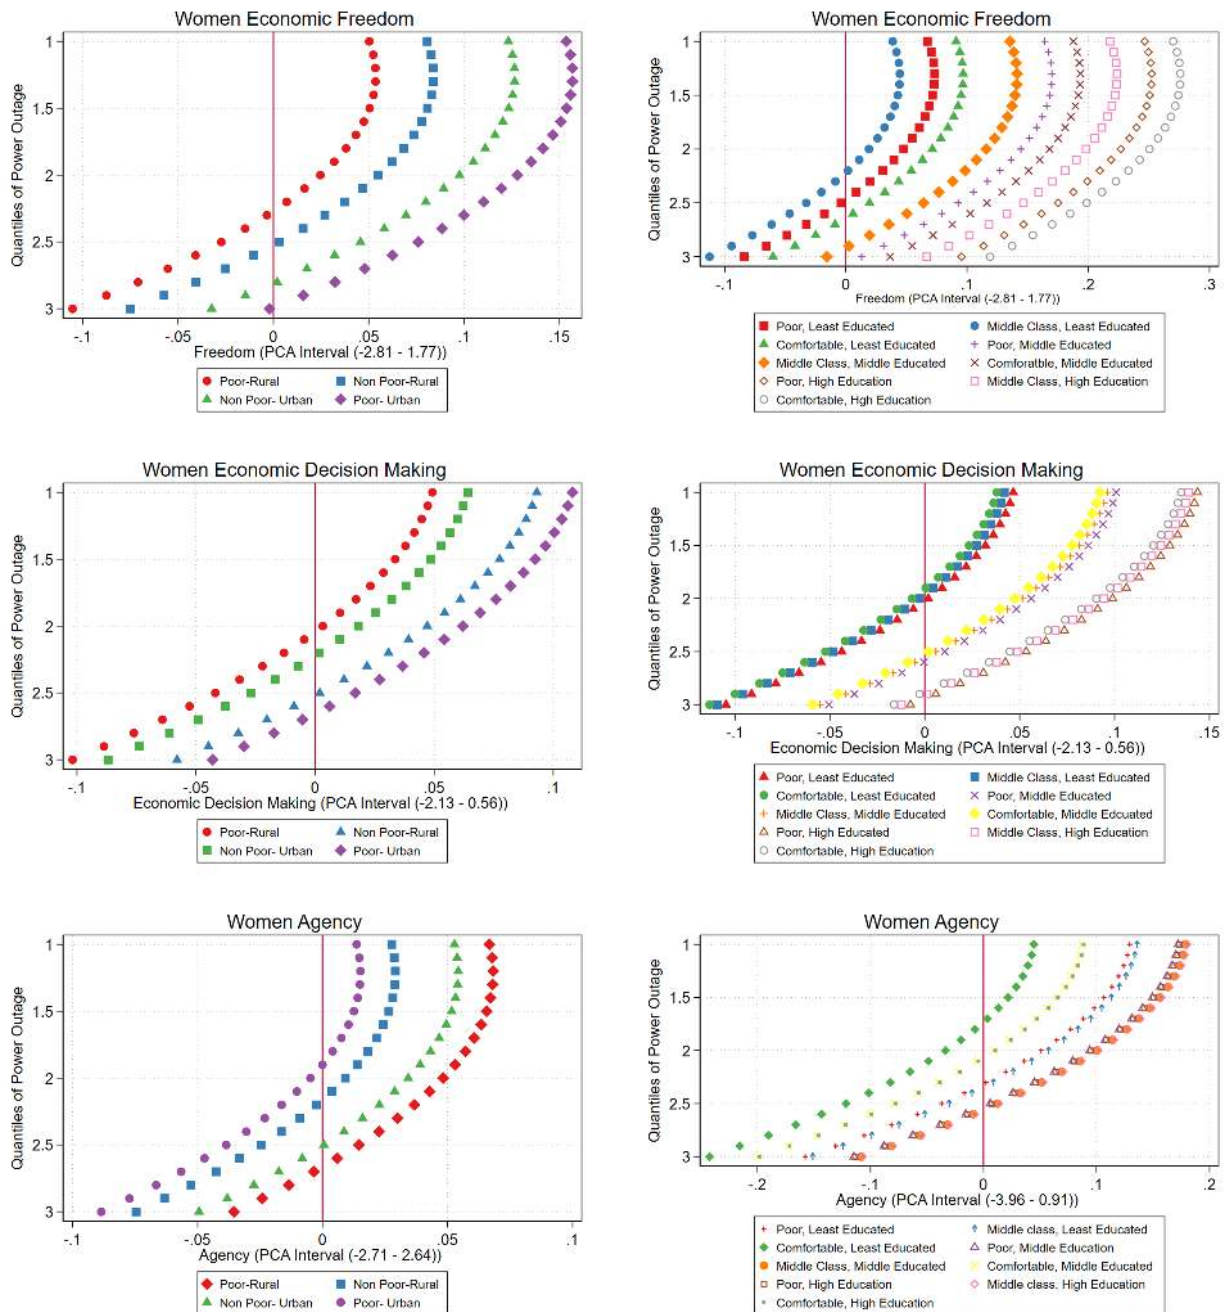 Women Economic Freedom
Quantiles of Power Outage
1
1.5
2
2.5
3
-.1 -.05 0 .05 .1 .15
Freedom (PCA Interval (-2.81 - 1.77))
Poor-Rural Non Poor-Rural
Non Poor- Urban Poor- Urban
Women Economic Freedom
Quantiles of Power Outage
1
1.5
2
2.5
3
-.1 0 .1 .2 .3
Freedom (PCA Interval (-2.81 - 1.77))
Poor, Least Educated Middle Class, Least Educated
Comfortable, Least Educated Poor, Middle Educated
Middle Class, Middle Educated Comforatble, Middle Educated
Poor, High Education Middle Class, High Education
Comfortable, Hgh Education
Women Economic Decision Making
Quantiles of Power Outage
1
1.5
2
2.5
3
-.1 -.05 0 .05 .1
Economic Decision Making (PCA Interval (-2.13 - 0.56))
Poor-Rural Non Poor-Rural
Non Poor- Urban Poor- Urban
Women Economic Decision Making
Quantiles of Power Outage
1
1.5
2
2.5
3
-.1 -.05 0 .05 .1 .15
Economic Decision Making (PCA Interval (-2.13 - 0.56))
Poor, Least Educated Middle Class, Least Educated
Comfortable, Least Educated Poor, Middle Educated
Middle Class, Middle Educated Comfortable, Middle Edcuated
Poor, High Educated Middle Class, High Education
Comfortable, High Education
Women Agency
Quantiles of Power Outage
1
1.5
2
2.5
3
-.1 -.05 0 .05 .1
Agency (PCA Interval (-2.71 - 2.64))
Poor-Rural Non Poor-Rural
Non Poor- Urban Poor- Urban
Women Agency
Quantiles of Power Outage
1
1.5
2
2.5
3
-.2 -.1 0 .1 .2
Agency (PCA Interval (-3.96 - 0.91))
Poor, Least Educated Middle class, Least Educated
Comfortable, Least Educated Poor, Middle Education
Middle Class, Middle Educated Comfortable, Middle Educated
Poor, High Education Middle class, High Education
Comfortable, High Education